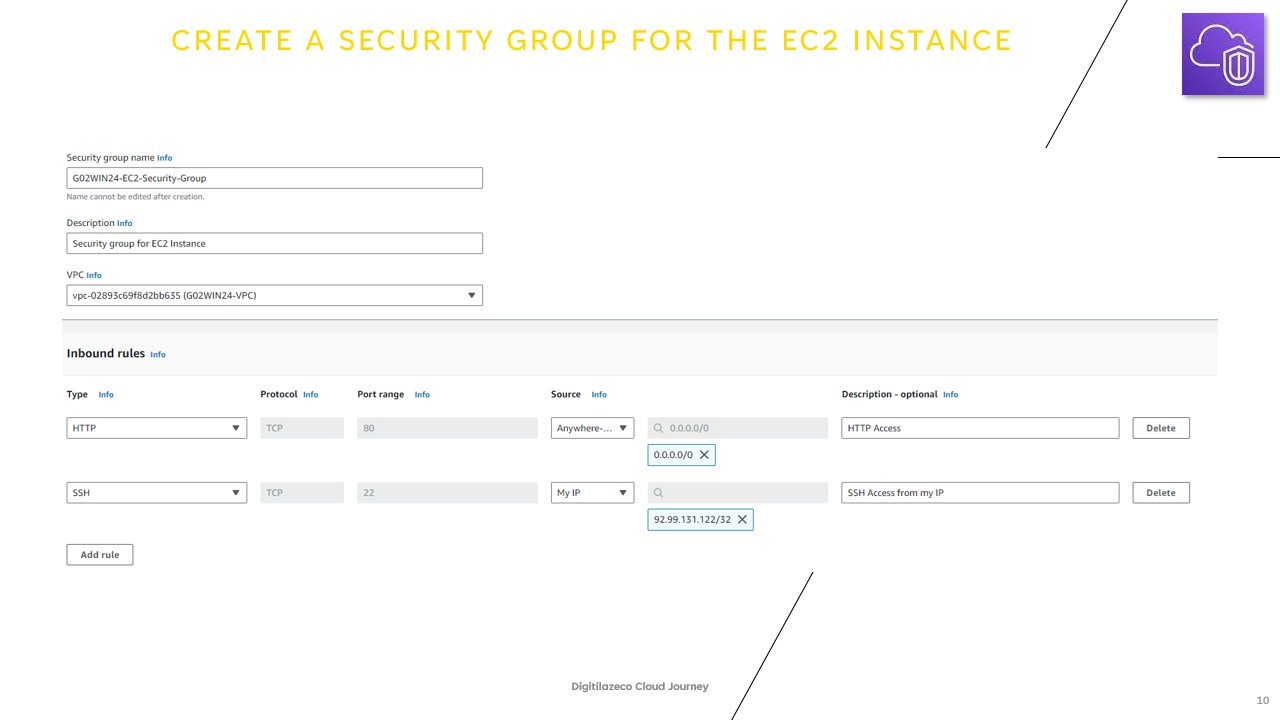 CREATE A SECURITY GROUP FOR THE EC2 INSTANCE
Security group name Info
G02WIN24-EC2-Security-Group
Name cannot be edited after creation.
Description Info
Security group for EC2 Instance
VPC Info
vpc-02893c69f8d2bb635 (G02WIN24-VPC)
Inbound rules Info
Type Info Protocol Info Port range Info Source Info Description - optional Info
HTTP TCP 80 Anywhere-... 0.0.0.0/0 HTTP Access Delete
0.0.0.0/0
SSH TCP 22 My IP SSH Access from my IP Delete
92.99.131.122/32
Add rule
Digitilazeco Cloud Journey
10